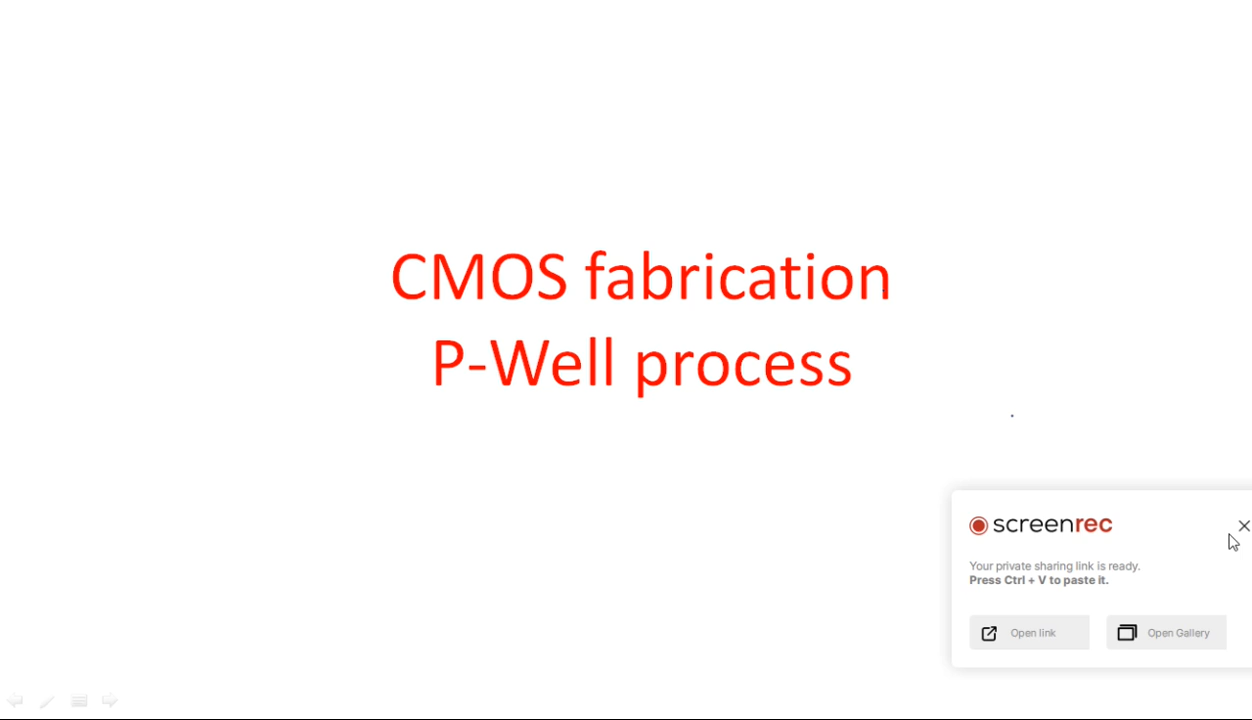 CMOS fabrication
P-Well process
screenrec
Your private sharing link is ready.
Press Ctrl + V to paste it.
Open link
Open Gallery